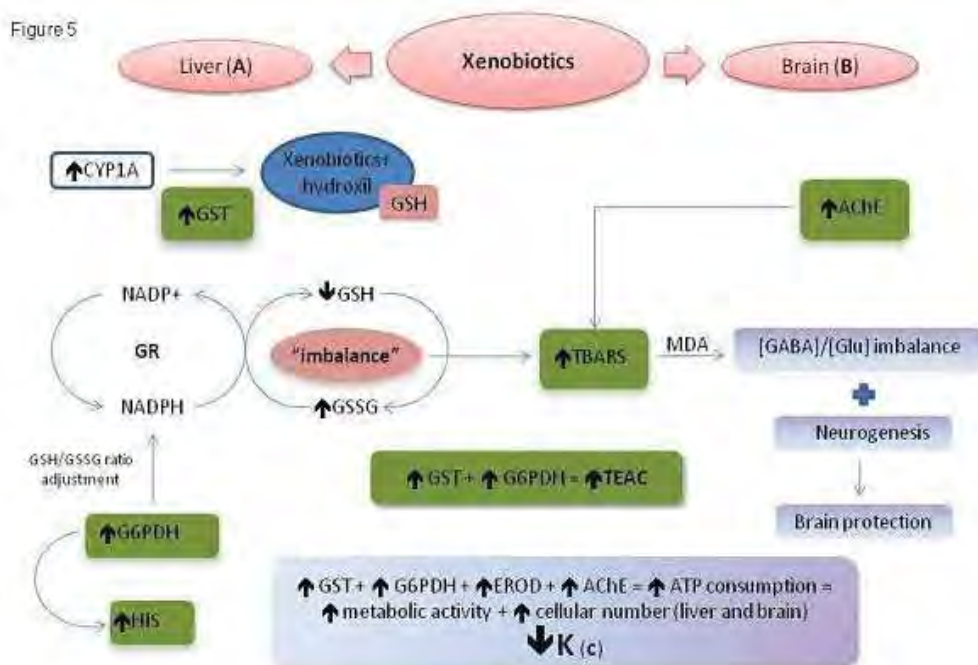 Figure 5
Liver (A)
Xenobiotics
Brain (B)
↑CYP1A
Xenobiotics+
hydroxil
GSH
↑GST
↑AChE
NADP+
↓GSH
GR
"imbalance"
↑TBARS
MDA
[GABA]/[Glu] imbalance
NADPH
↑GSSG
Neurogenesis
GSH/GSSG ratio
adjustment
↑GST + ↑G6PDH = ↑TEAC
Brain protection
↑G6PDH
↑HIS
↑GST + ↑G6PDH + ↑EROD + ↑AChE = ↑ATP consumption =
↑metabolic activity + ↑cellular number (liver and brain)
↓K (c)